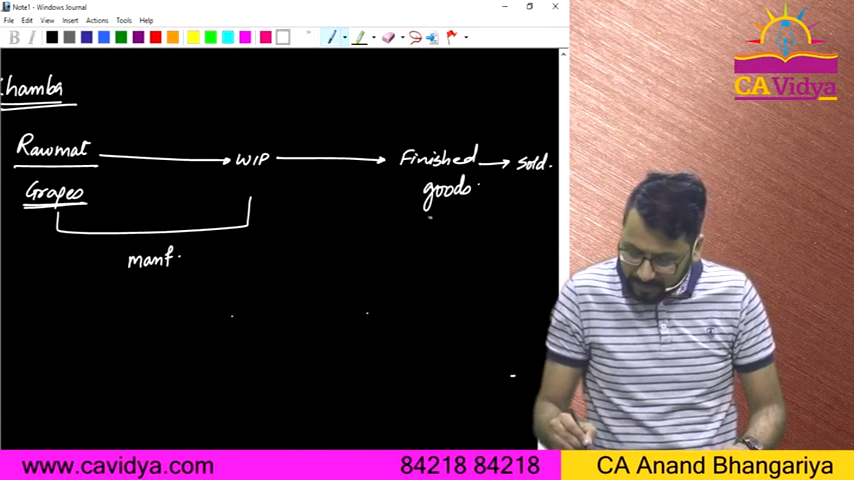 Note1 - Windows Journal
File Edit View Insert Actions Tools Help
B I
Chamba
Rawmat WIP Finished sold.
Grapes goods.
manf.
CA Vidya
www.cavidya.com 84218 84218 CA Anand Bhangariya